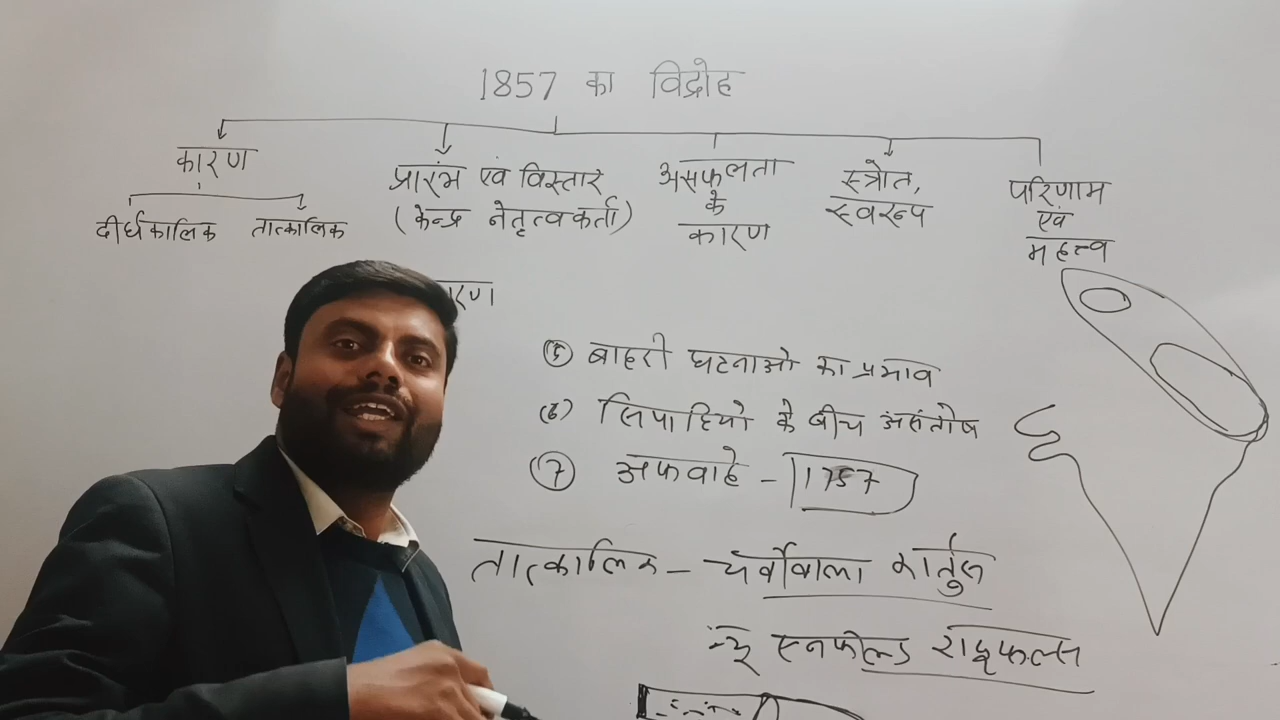 1857 का विद्रोह
कारण
दीर्घकालिक
तात्कालिक
प्रारंभ एवं विस्तार
(केन्द्र नेतृत्वकर्ता)
असफलता
के
कारण
स्त्रोत,
स्वरूप
परिणाम
एवं
महत्त्व
रण
(5) बाहरी घटनाओ का प्रभाव
(6) सिपाहियो के बीच असंतोष
(7) अफवाहे - 1757
तात्कालिक - चर्वीवाला कार्तुस
न्यू एनफील्ड राइफल्स